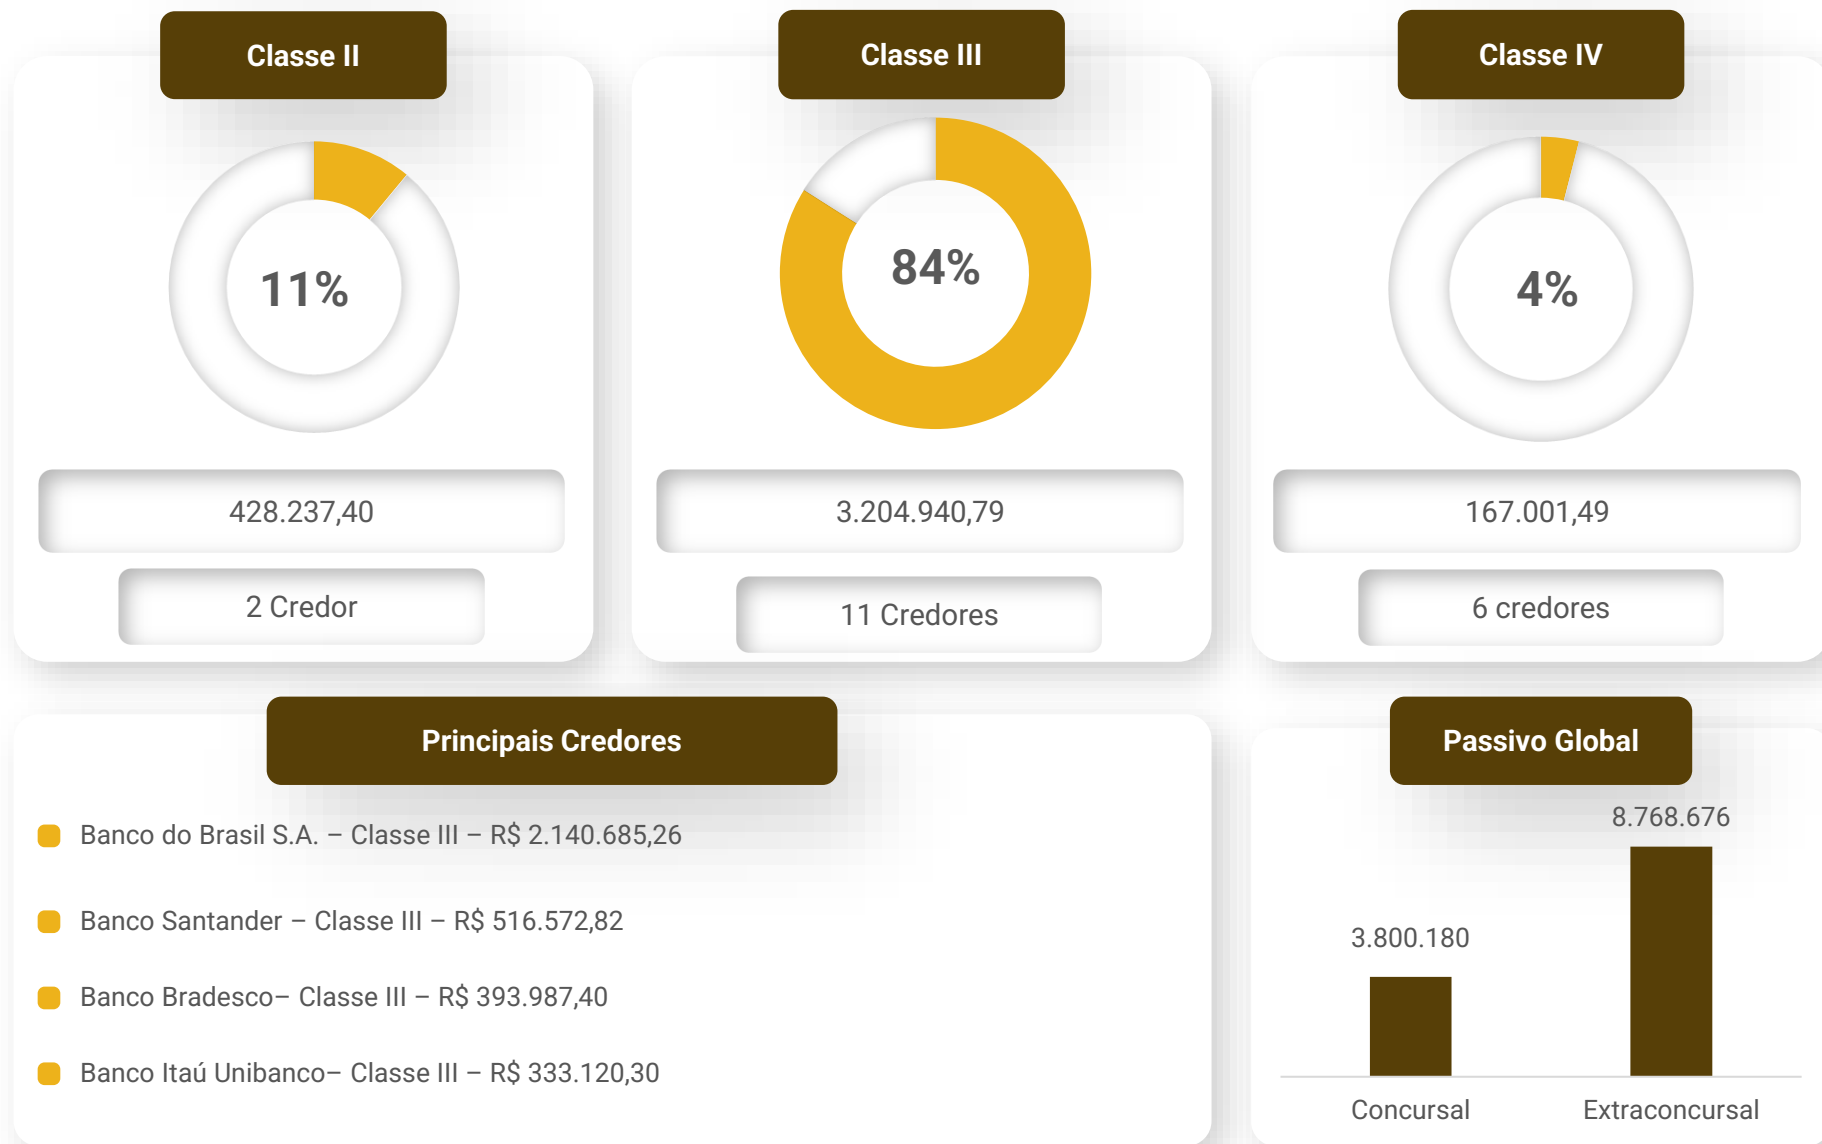 Classe II
11%
428.237,40
2 Credor
Classe III
84%
3.204.940,79
11 Credores
Classe IV
4%
167.001,49
6 credores
Principais Credores
Banco do Brasil S.A. – Classe III – R$ 2.140.685,26
Banco Santander – Classe III – R$ 516.572,82
Banco Bradesco– Classe III – R$ 393.987,40
Banco Itaú Unibanco– Classe III – R$ 333.120,30
Passivo Global
8.768.676
3.800.180
Concursal
Extraconcursal